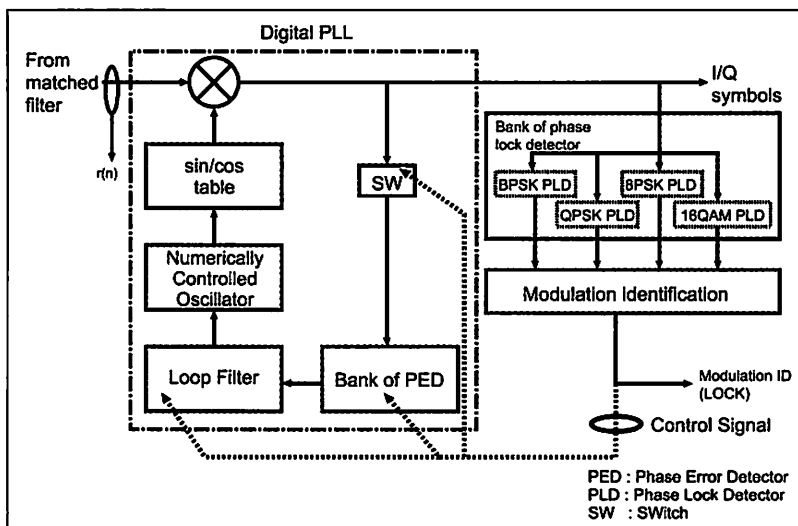 Digital PLL
From
matched
filter
I/Q
symbols
r(n)
Bank of phase
lock detector
sin/cos
table
SW
BPSK PLD
8PSK PLD
QPSK PLD
16QAM PLD
Numerically
Controlled
Oscillator
Modulation Identification
Loop Filter
Bank of PED
Modulation ID
(LOCK)
Control Signal
PED : Phase Error Detector
PLD : Phase Lock Detector
SW : SWitch